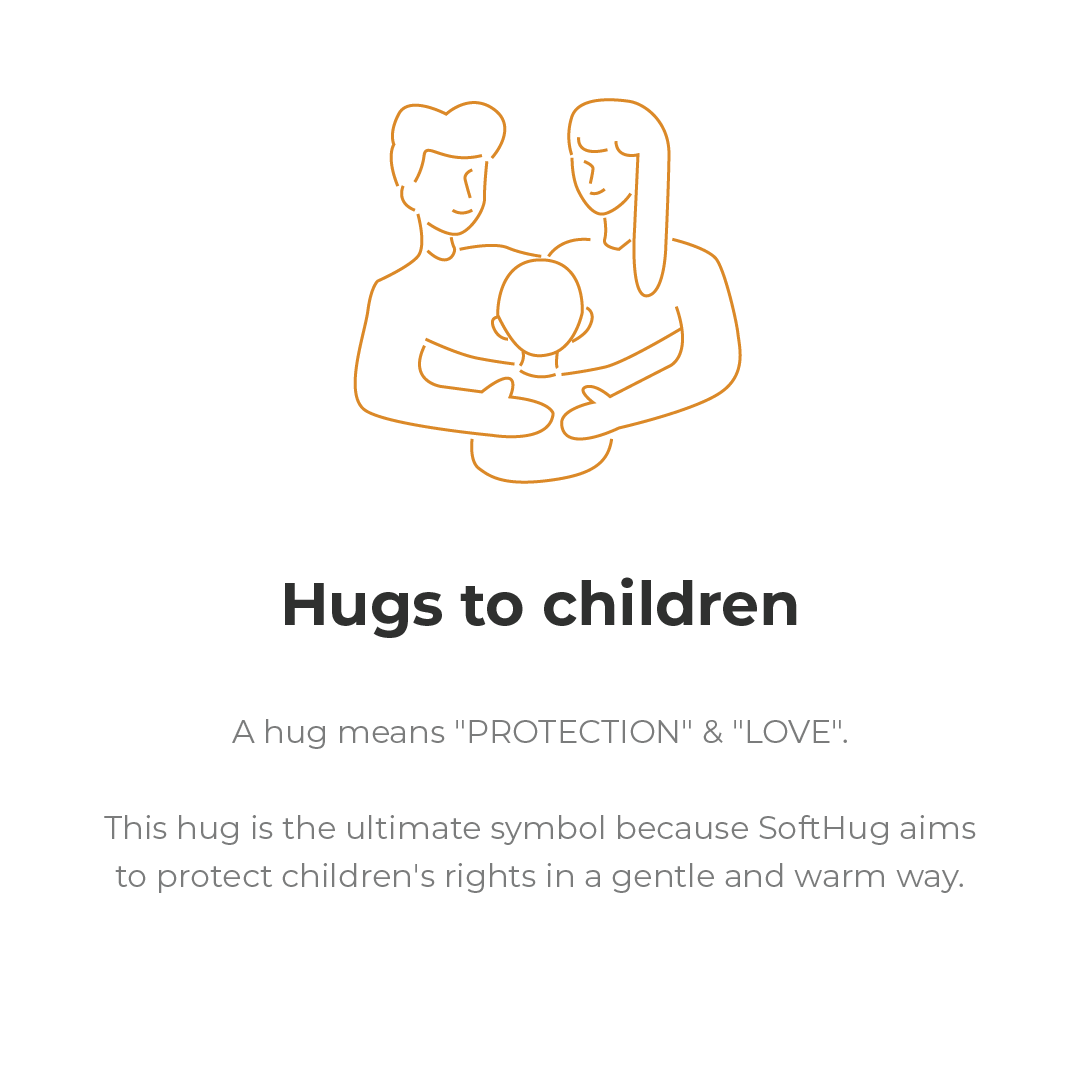 Hugs to children
A hug means "PROTECTION" & "LOVE".
This hug is the ultimate symbol because SoftHug aims
to protect children's rights in a gentle and warm way.